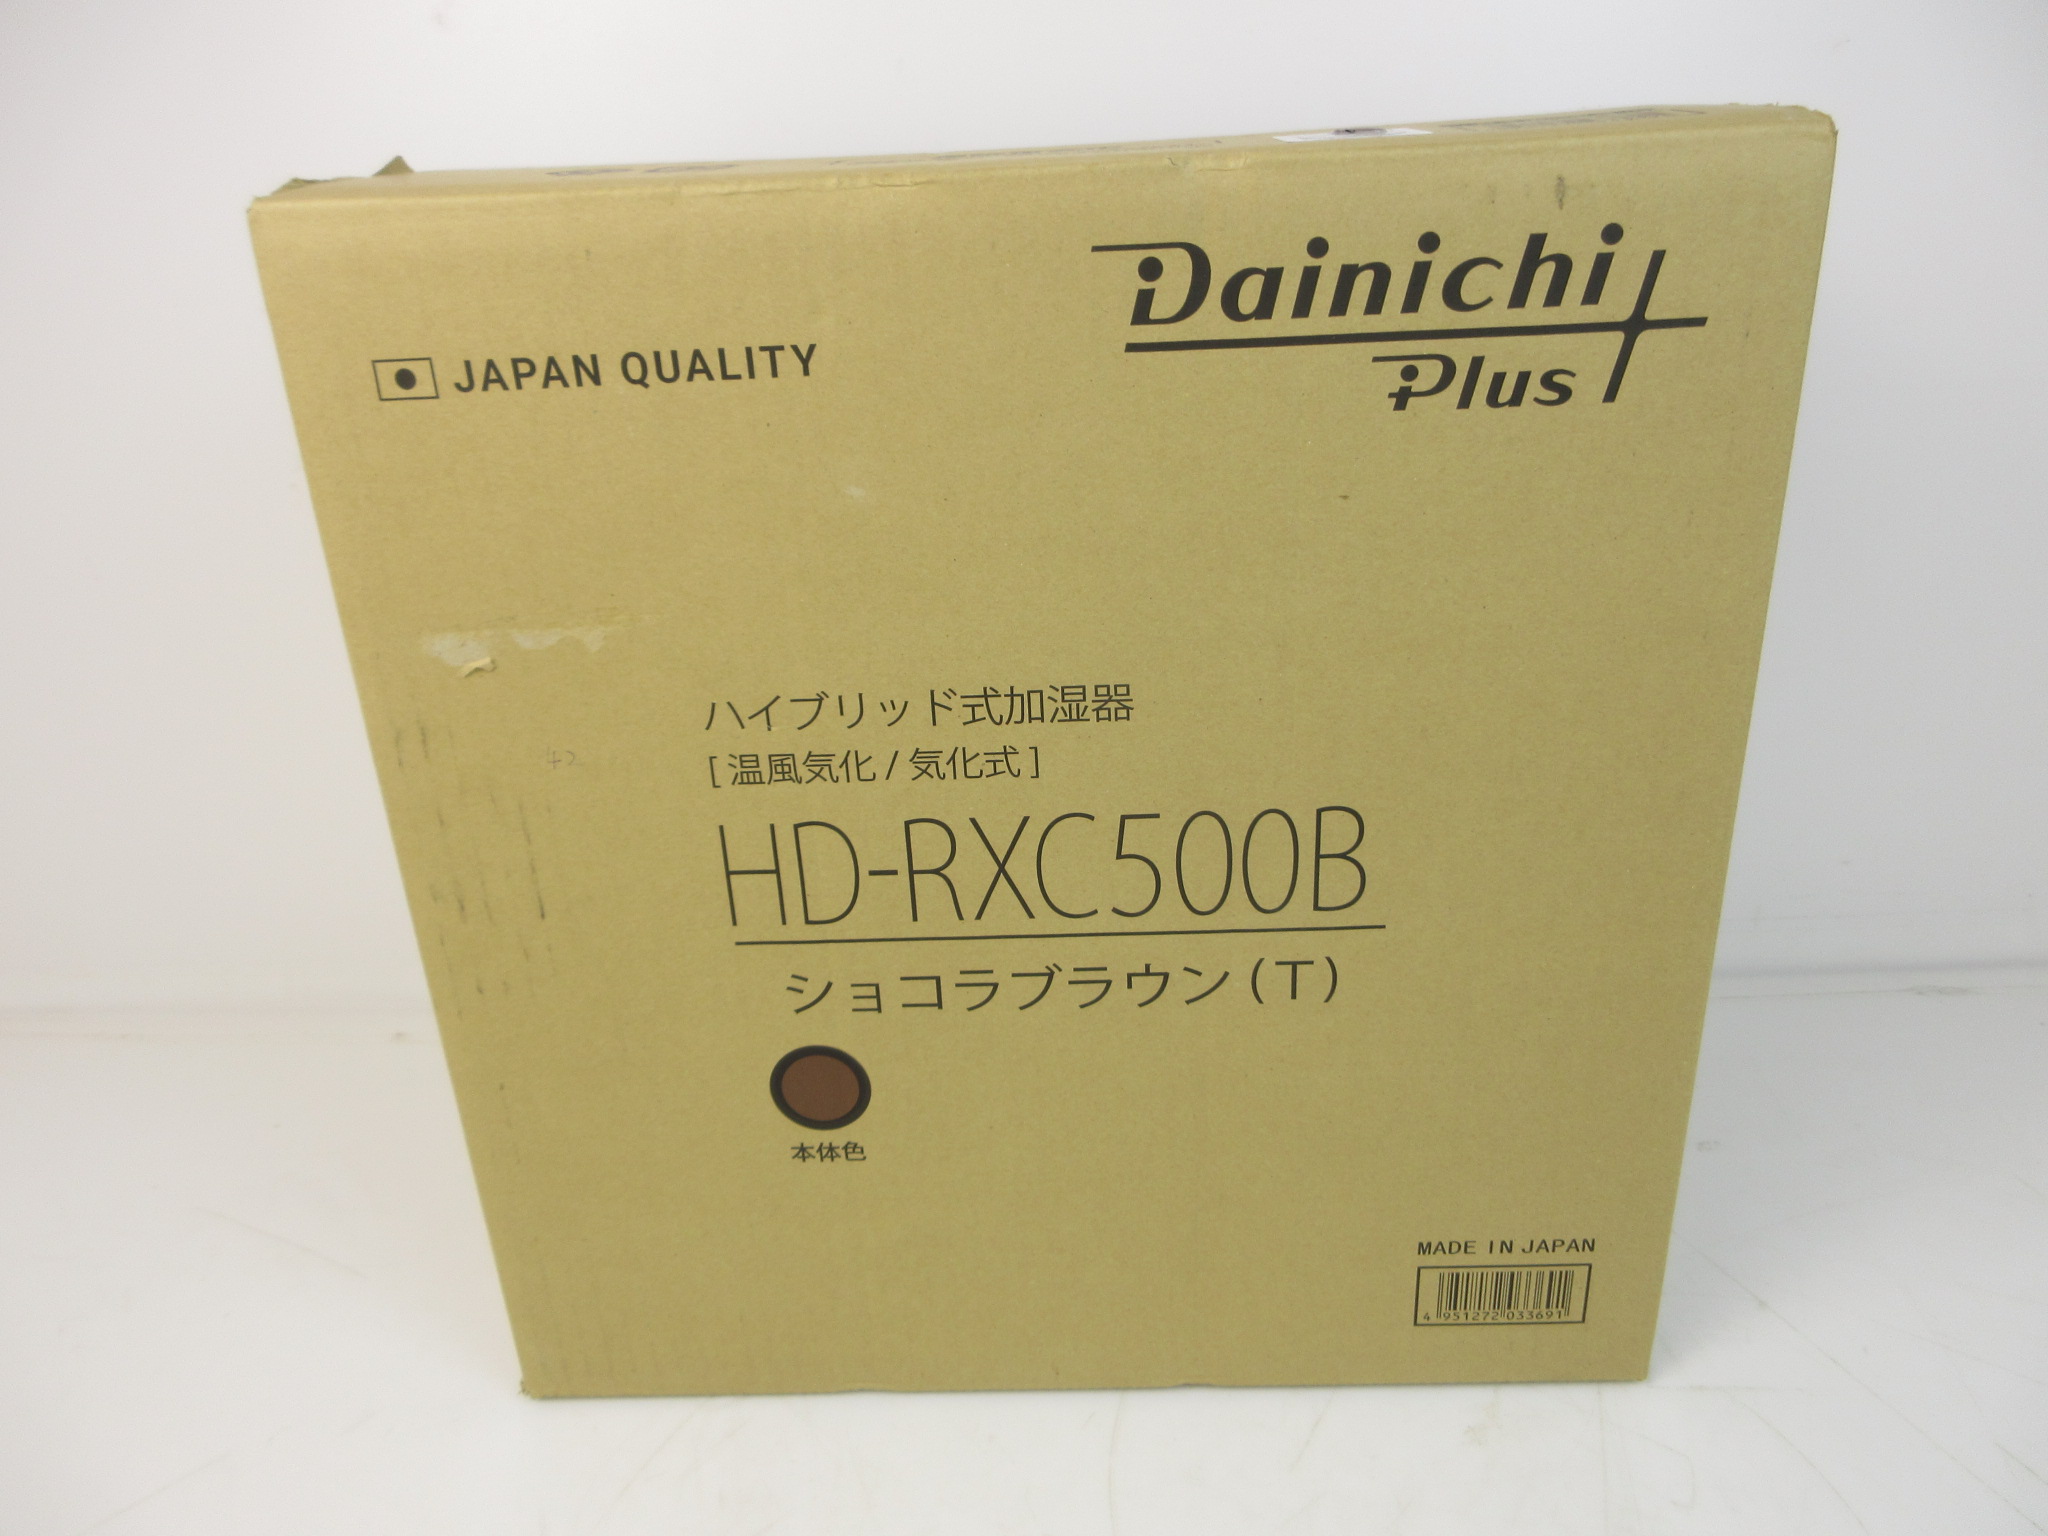 Dainichi
Plus
JAPAN QUALITY
ハイブリッド式加湿器
[温風気化/気化式]
HD-RXC500B
ショコラブラウン(T)
本体色
MADE IN JAPAN
4 951272 033691
42